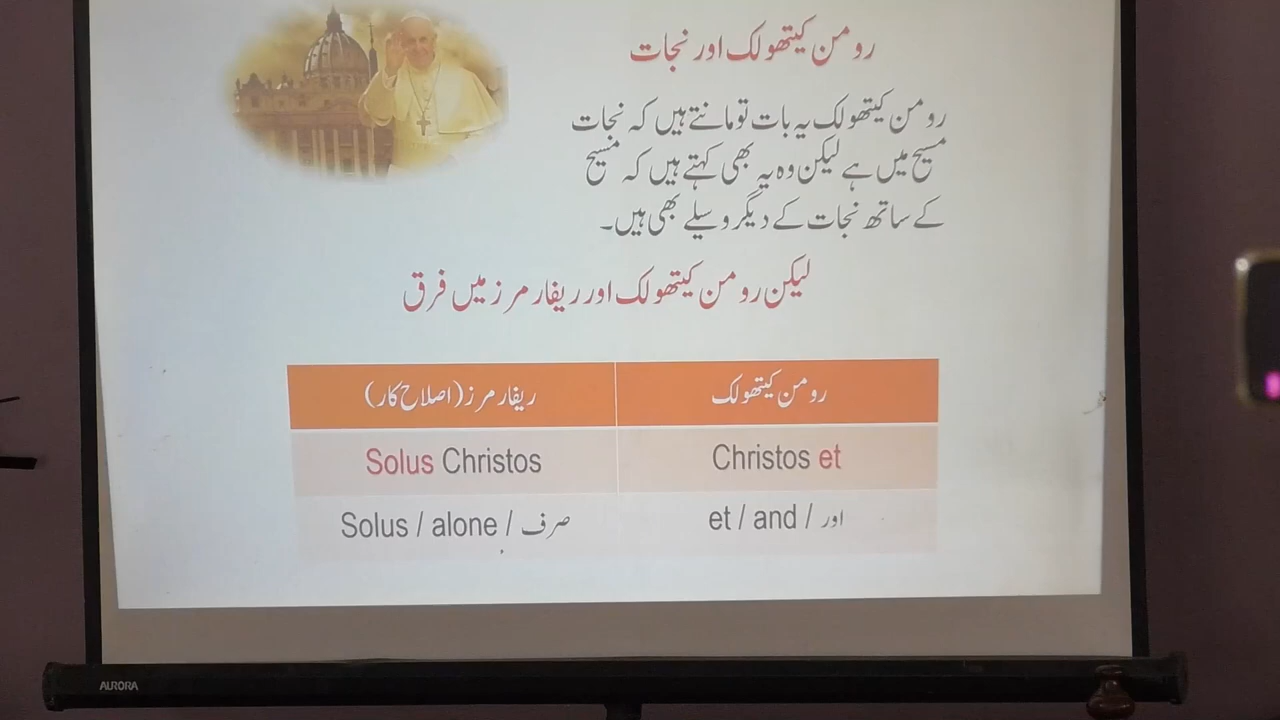 رومن کیتھولک اور نجات
رومن کیتھولک یہ بات تو مانتے ہیں کہ نجات
مسیح میں ہے لیکن وہ یہ بھی کہتے ہیں کہ مسیح
کے ساتھ نجات کے دیگر وسیلے بھی ہیں۔
لیکن رومن کیتھولک اور ریفارمرز میں فرق
رومن کیتھولک
ریفارمرز (اصلاح کار)
Christos et
Solus Christos
et / and / اور
Solus / alone / صرف
AURORA